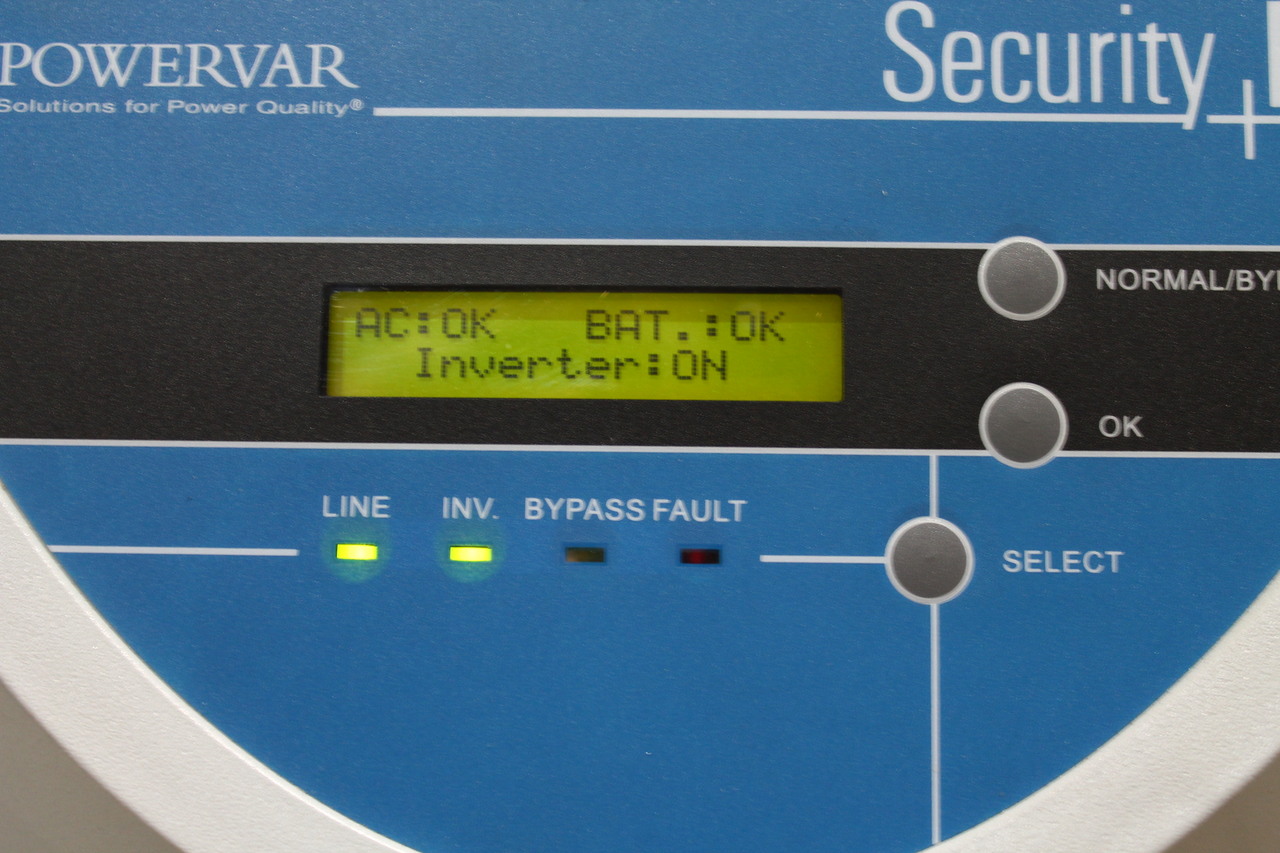 POWERVAR
Solutions for Power Quality®
Security
NORMAL/BY
AC:OK BAT.:OK
Inverter:ON
OK
LINE INV. BYPASS FAULT
SELECT